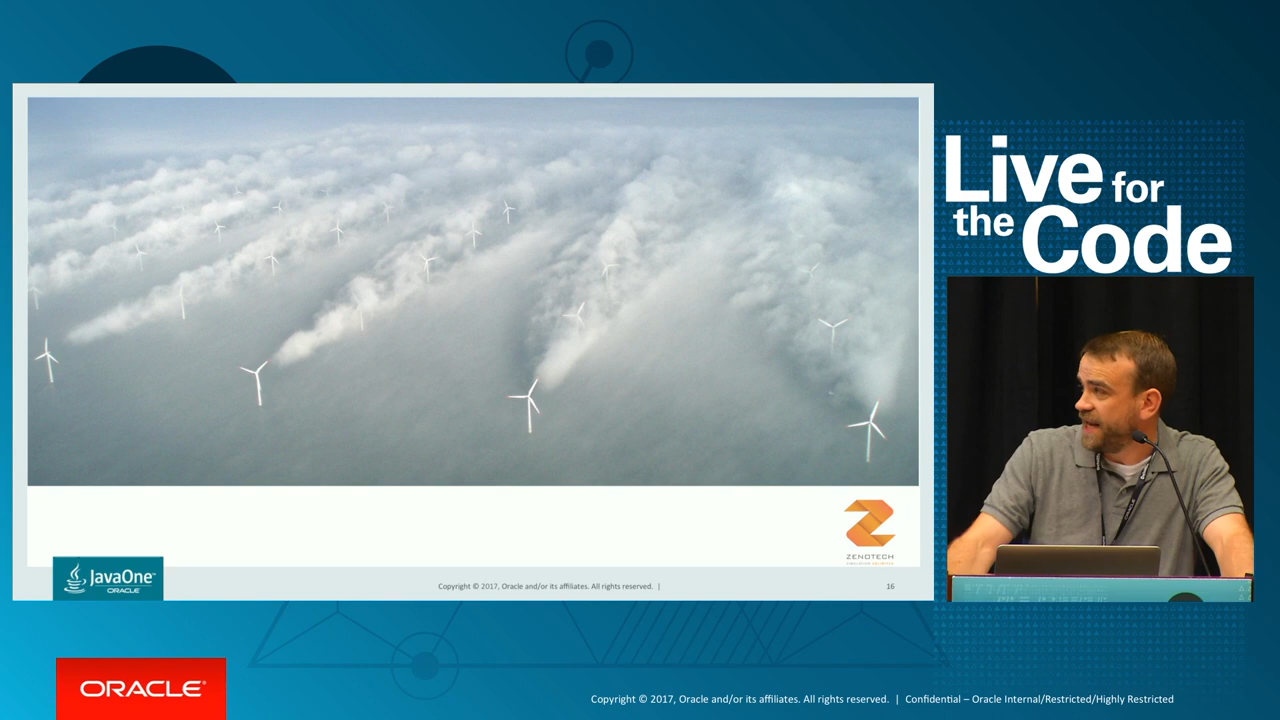 Live for
the Code
ZENOTECH
JavaOne™
ORACLE
Copyright © 2017, Oracle and/or its affiliates. All rights reserved. |
16
ORACLE®
Copyright © 2017, Oracle and/or its affiliates. All rights reserved. | Confidential – Oracle Internal/Restricted/Highly Restricted